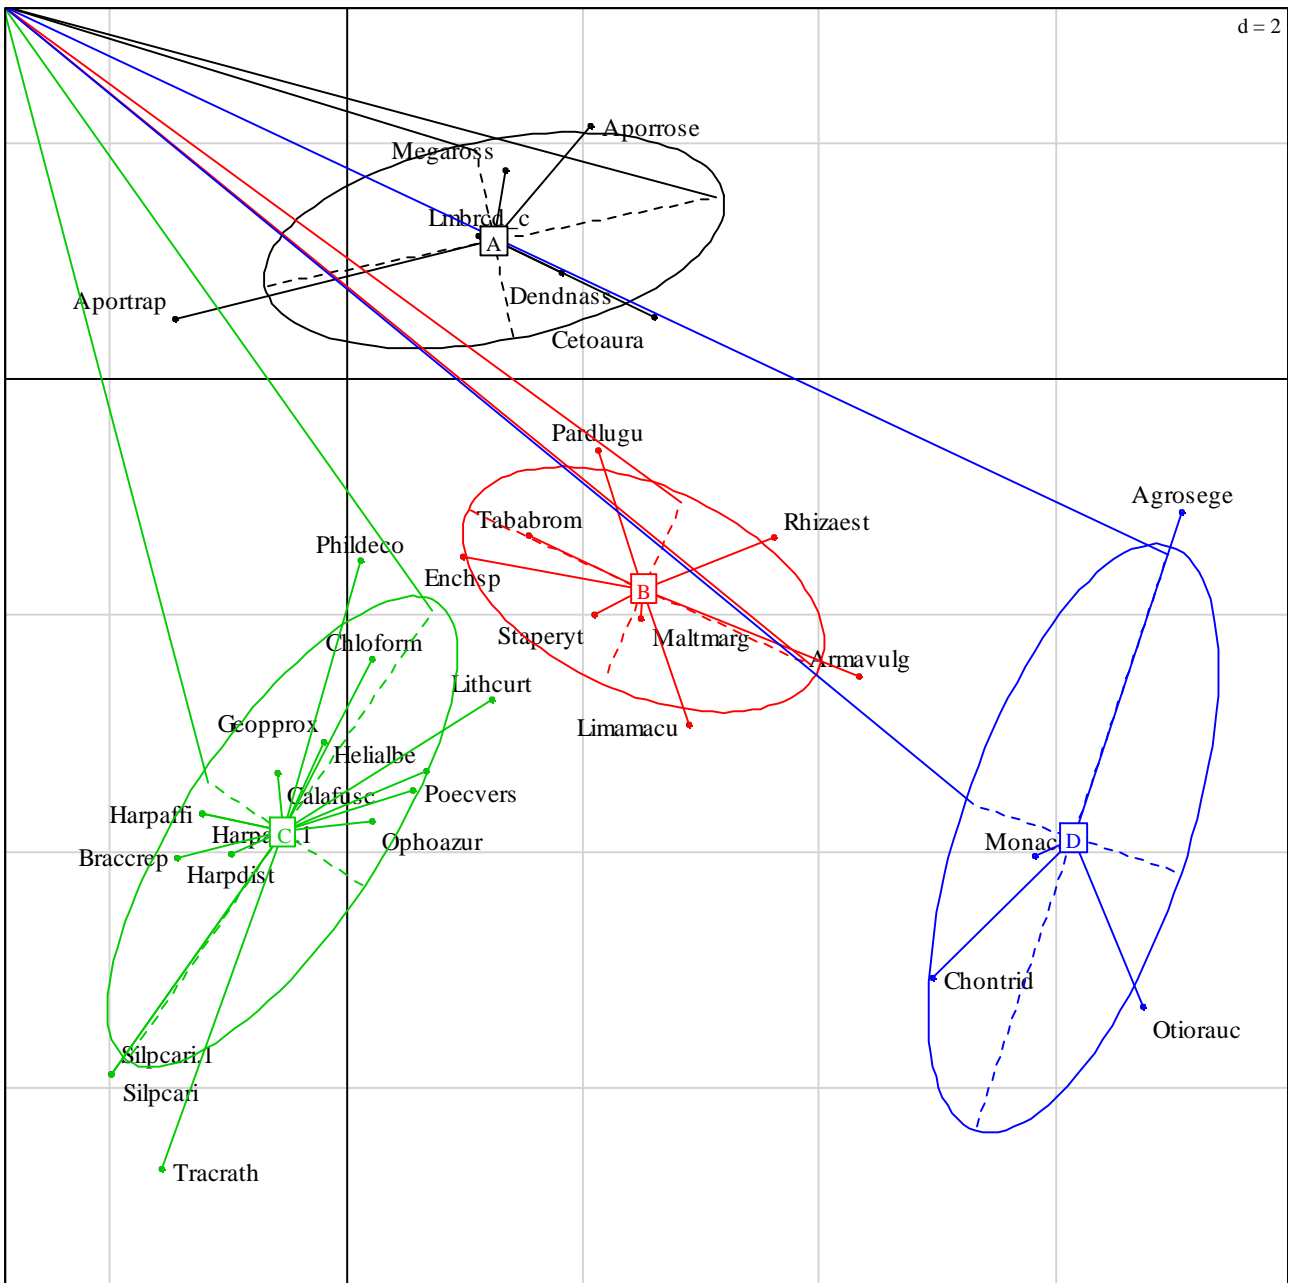 d = 2
Aporrose
Megaross
Lmbrcd_c
A
Aportrap
Dendnass
Cetoaura
Pardlugu
Agrosege
Tababrom
Rhizaest
Phildeco
Enchsp
B
Staperyt
Maltmarg
Chloform
Armavulg
Lithcurt
Geopprox
Limamacu
Helialbe
Calafusc
Poecvers
Harpaffi
C
Ophoazur
Monac
D
Braccrep
Harpdist
Chontrid
Otiorauc
Silpcari.1
Silpcari
Tracrath